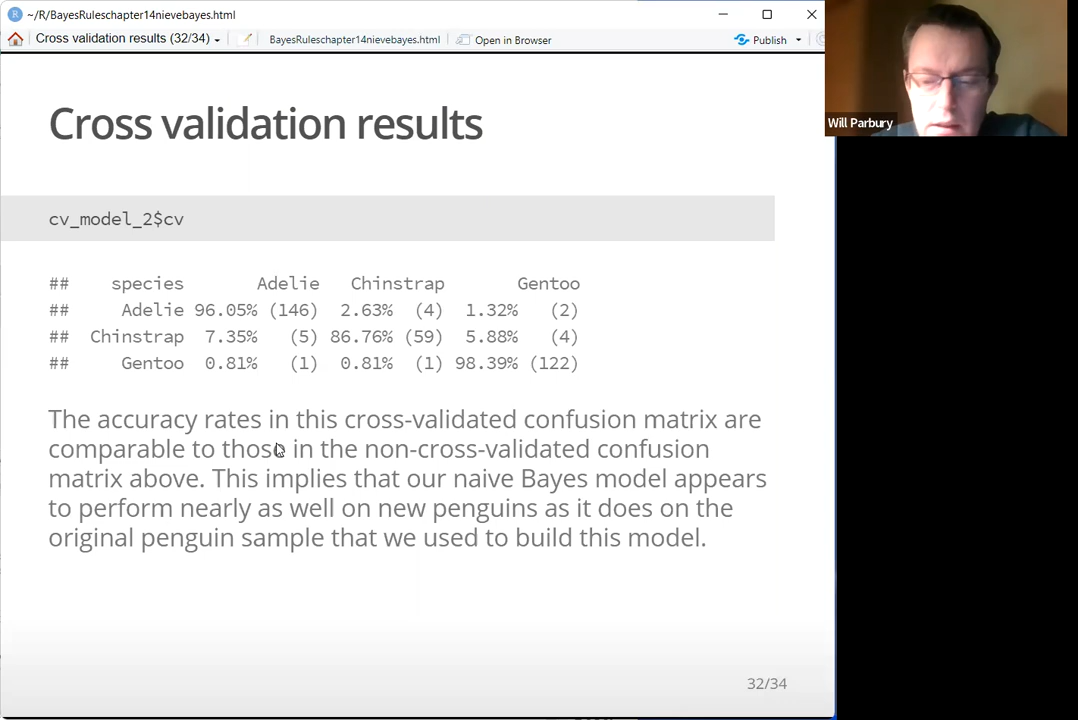 ~/R/BayesRuleschapter14nievebayes.html
Cross validation results (32/34)
BayesRuleschapter14nievebayes.html
Open in Browser
Publish
Will Parbury
Cross validation results
cv_model_2$cv
## species Adelie Chinstrap Gentoo
## Adelie 96.05% (146) 2.63% (4) 1.32% (2)
## Chinstrap 7.35% (5) 86.76% (59) 5.88% (4)
## Gentoo 0.81% (1) 0.81% (1) 98.39% (122)
The accuracy rates in this cross-validated confusion matrix are
comparable to those in the non-cross-validated confusion
matrix above. This implies that our naive Bayes model appears
to perform nearly as well on new penguins as it does on the
original penguin sample that we used to build this model.
32/34